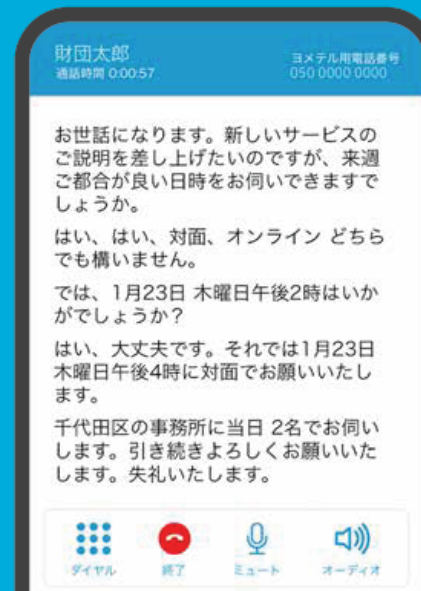 財団太郎
通話時間 0:00:57
ヨメテル用電話番号
050 0000 0000
お世話になります。新しいサービスの
ご説明を差し上げたいのですが、来週
ご都合が良い日時をお伺いできますで
しょうか。
はい、はい、対面、オンライン どちら
でも構いません。
では、1月23日 木曜日午後2時はいか
がでしょうか?
はい、大丈夫です。それでは1月23日
木曜日午後4時に対面でお願いいたし
ます。
千代田区の事務所に当日 2名でお伺い
します。引き続きよろしくお願いいた
します。失礼いたします。
ダイヤル
終了
ミュート
オーディオ